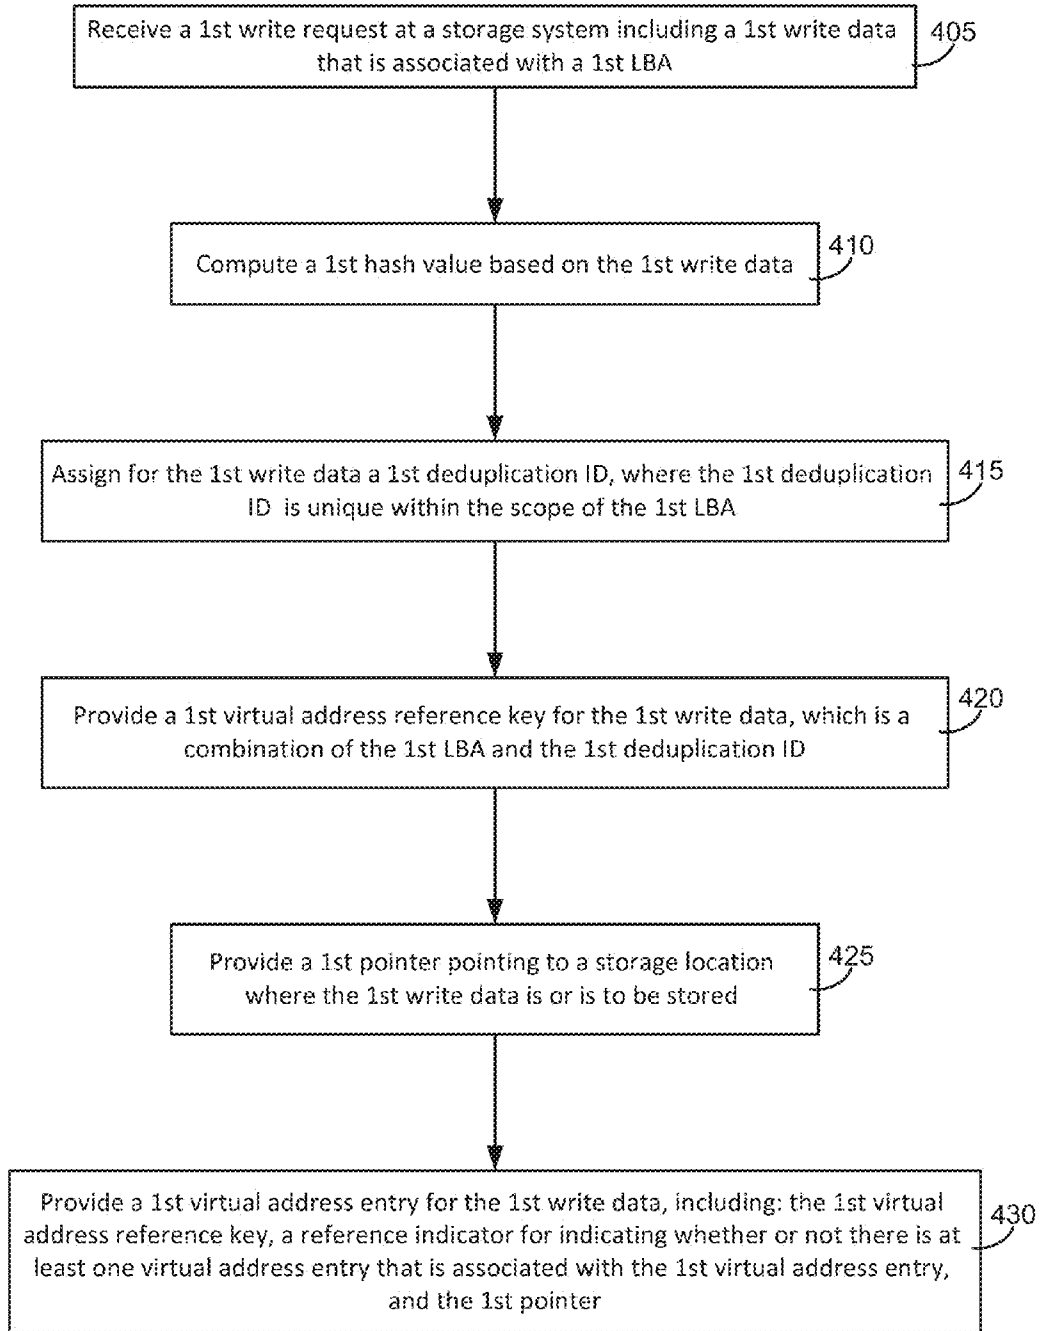 Receive a 1st write request at a storage system including a 1st write data
that is associated with a 1st LBA
405
Compute a 1st hash value based on the 1st write data
410
Assign for the 1st write data a 1st deduplication ID, where the 1st deduplication
ID is unique within the scope of the 1st LBA
415
Provide a 1st virtual address reference key for the 1st write data, which is a
combination of the 1st LBA and the 1st deduplication ID
420
Provide a 1st pointer pointing to a storage location
where the 1st write data is or is to be stored
425
Provide a 1st virtual address entry for the 1st write data, including: the 1st virtual
address reference key, a reference indicator for indicating whether or not there is at
least one virtual address entry that is associated with the 1st virtual address entry,
and the 1st pointer
430